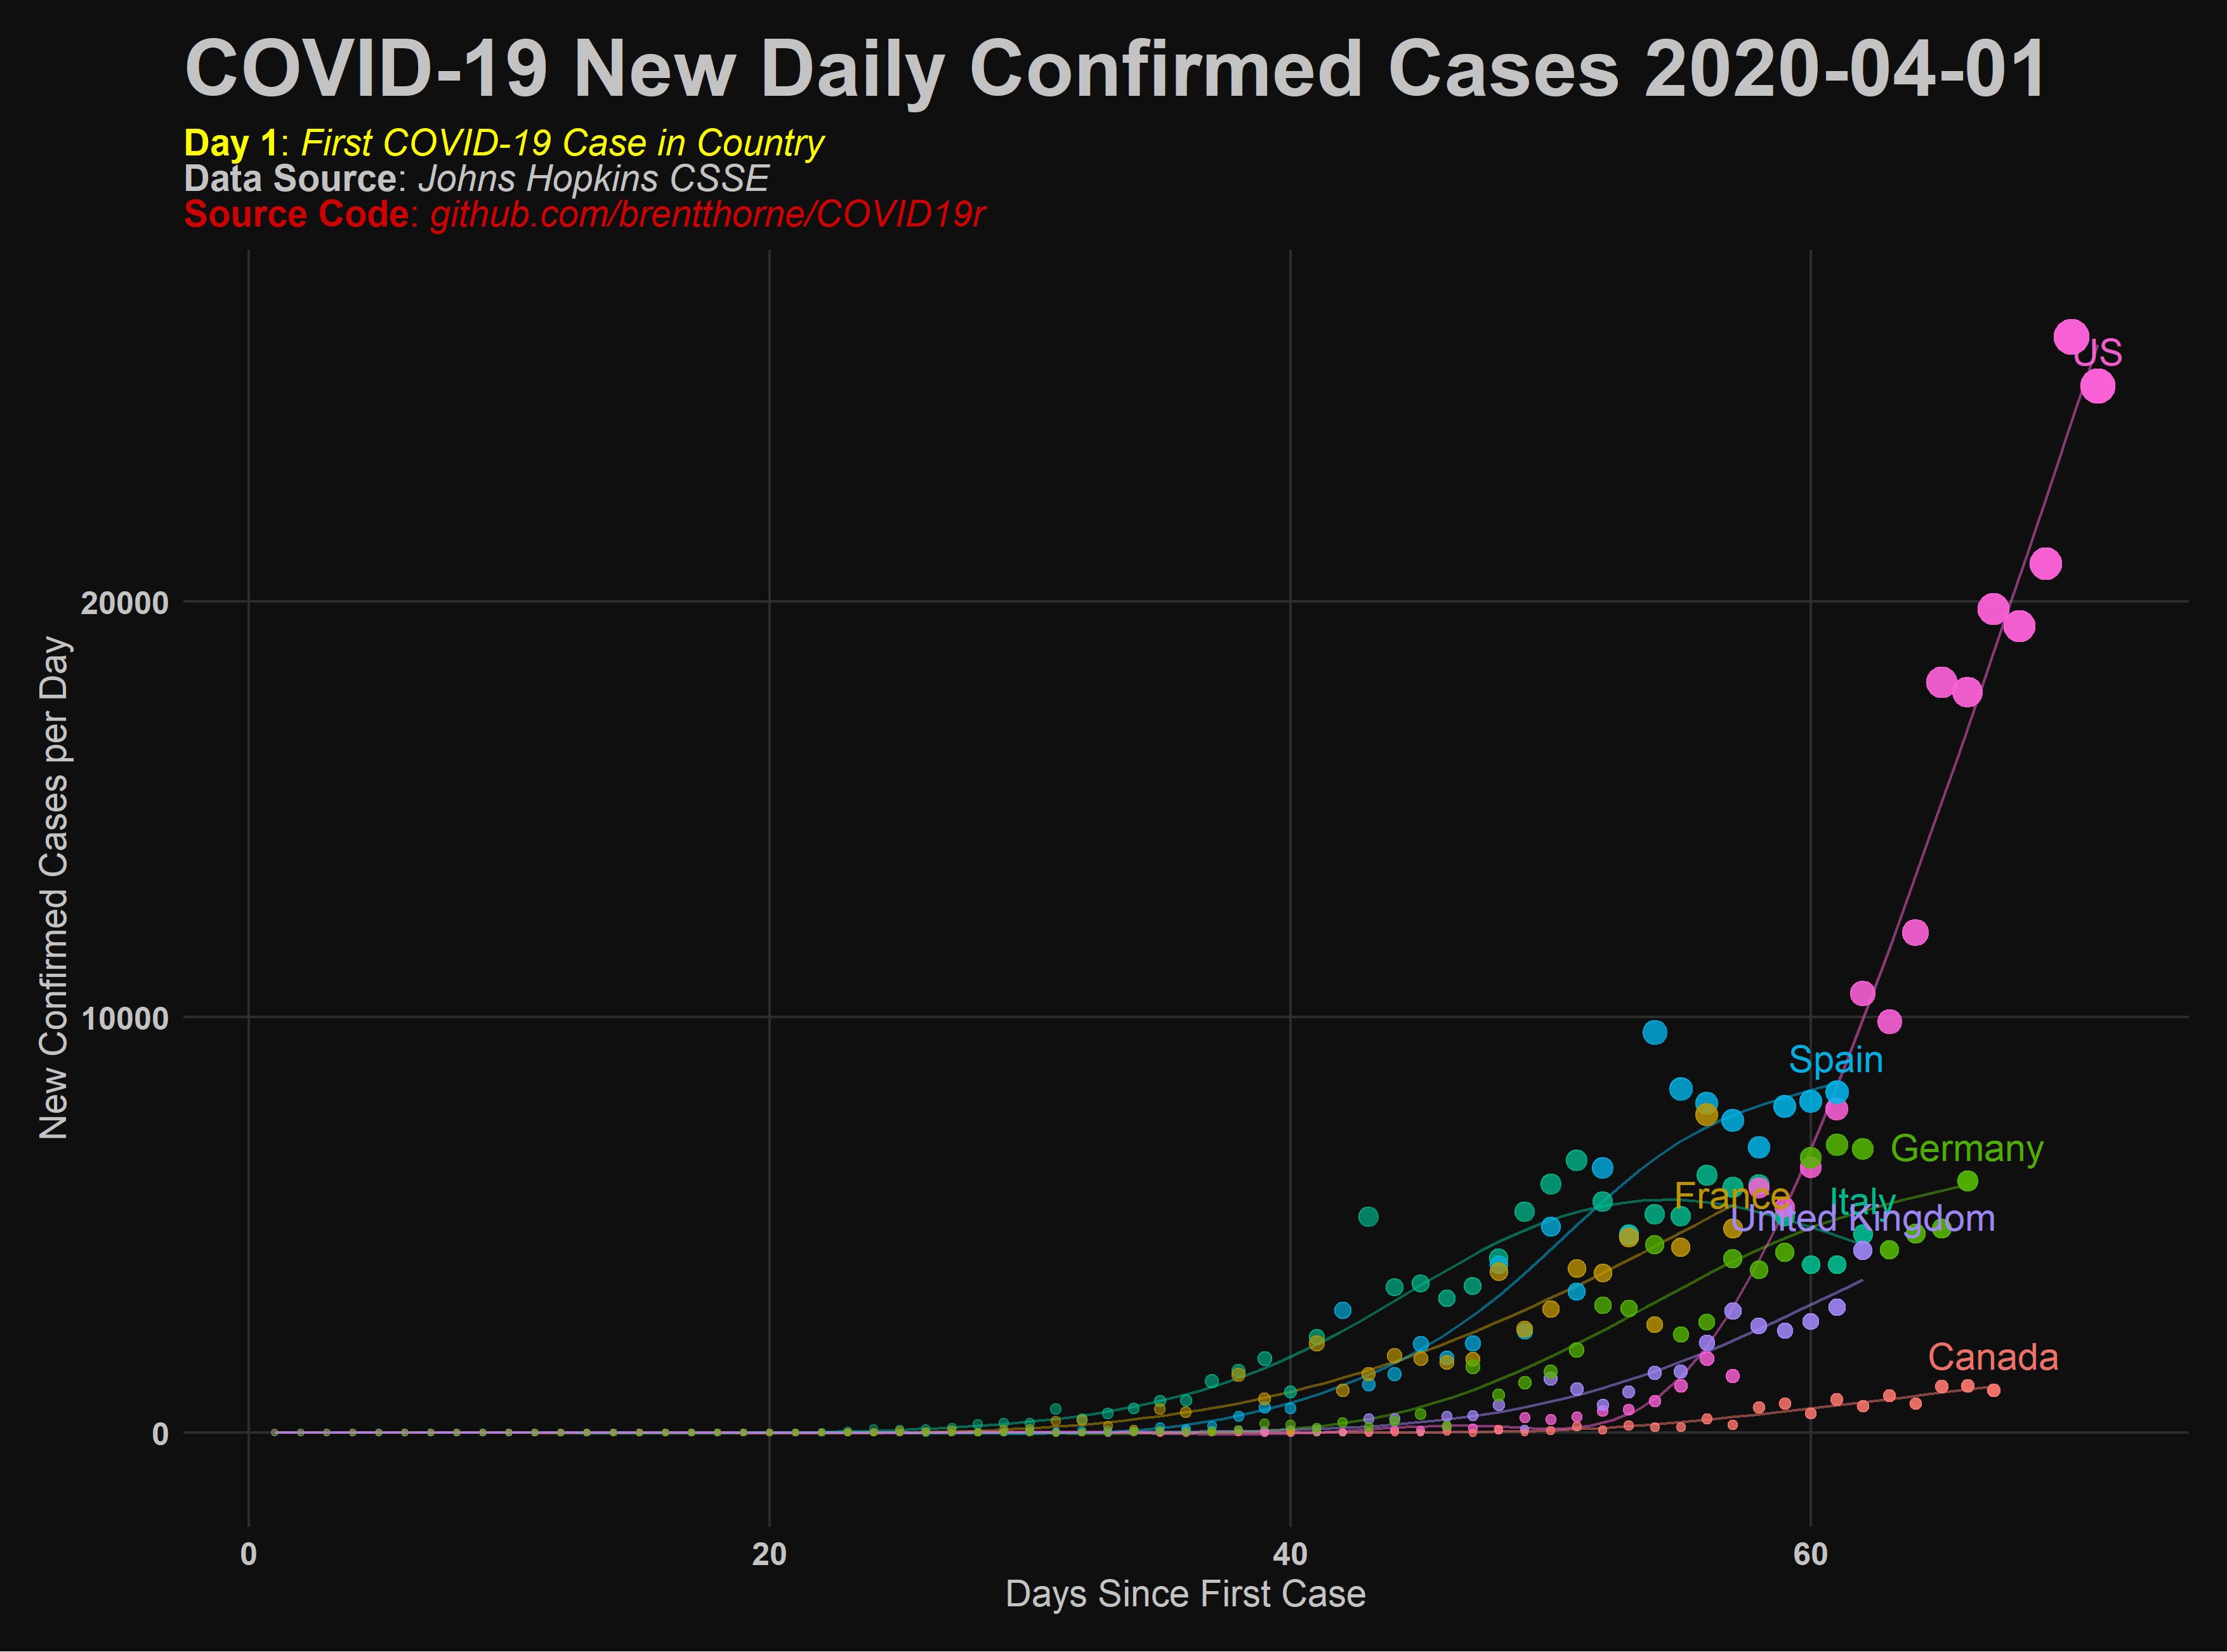 COVID-19 New Daily Confirmed Cases 2020-04-01
Day 1: First COVID-19 Case in Country
Data Source: Johns Hopkins CSSE
Source Code: github.com/brentthorne/COVID19r
New Confirmed Cases per Day
20000
10000
0
US
Spain
Germany
France
Italy
United Kingdom
Canada
0 20 40 60
Days Since First Case